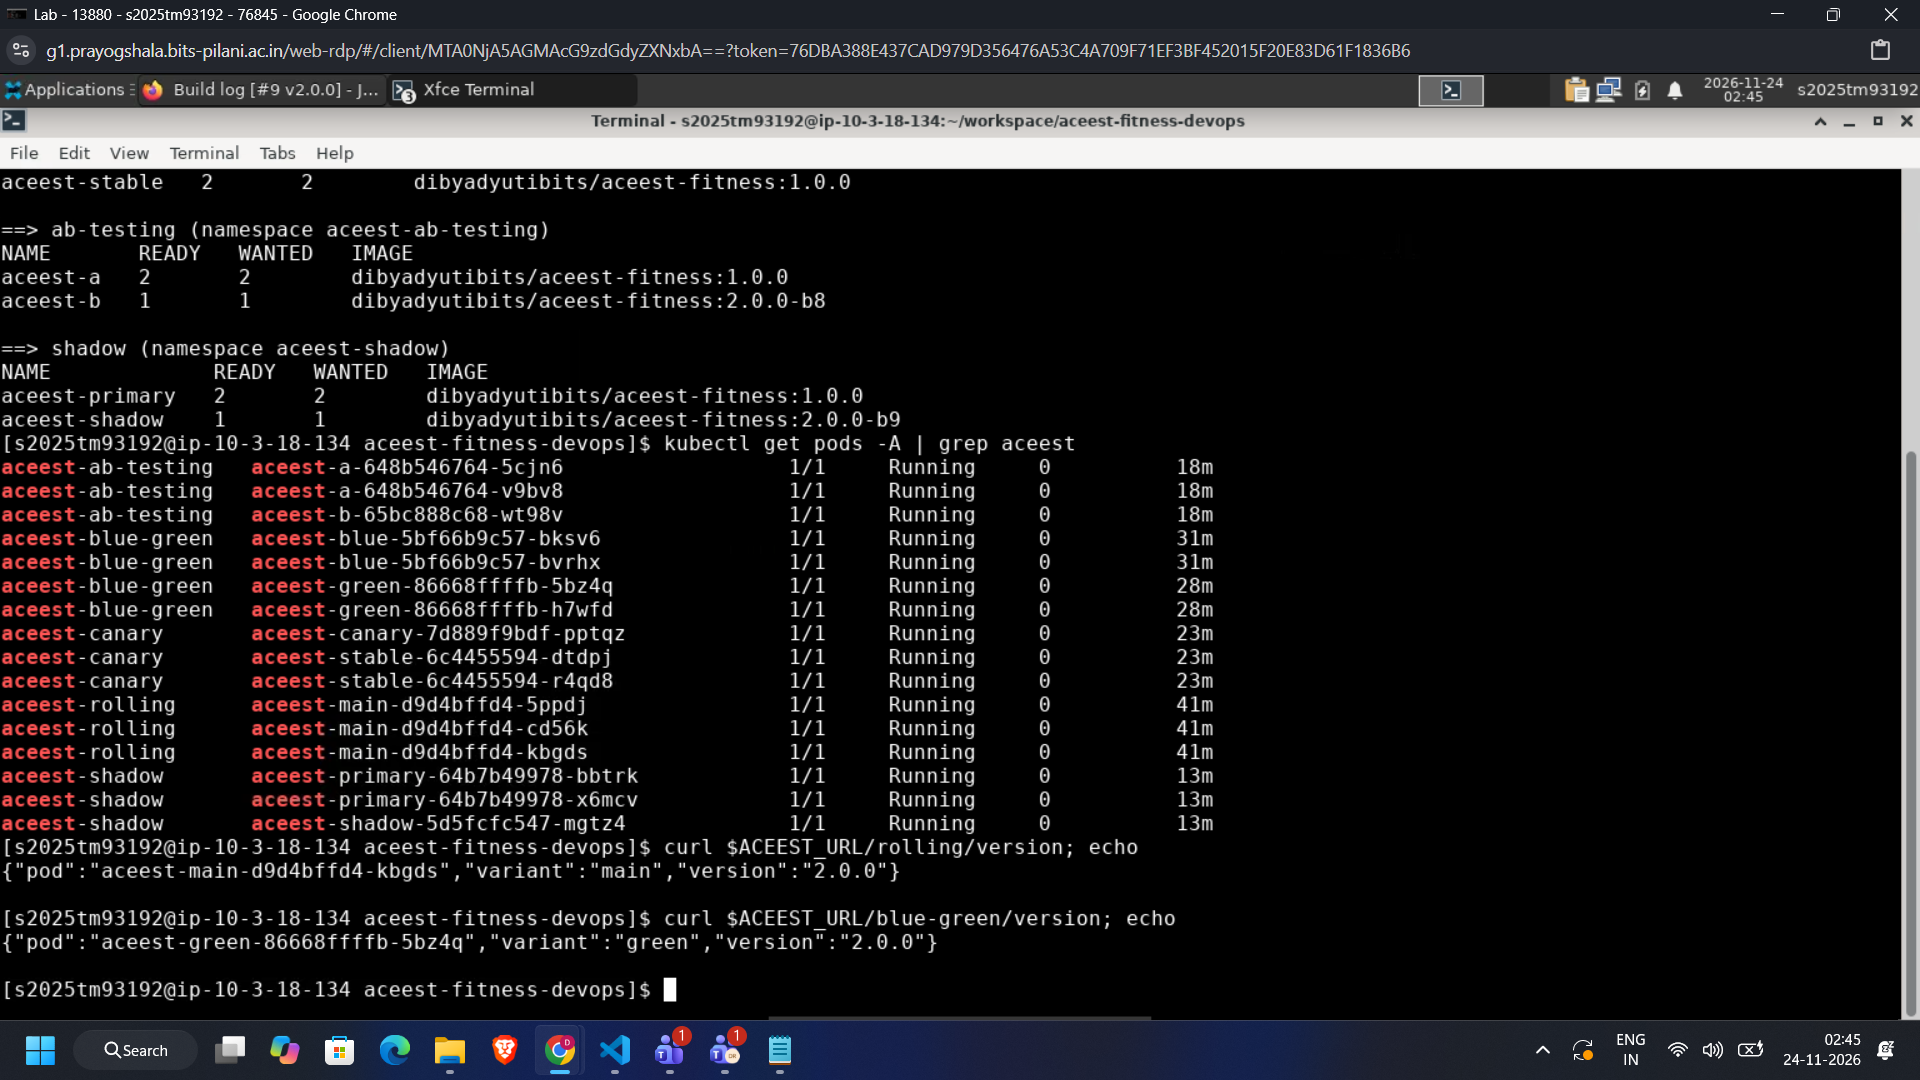 Lab - 13880 - s2025tm93192 - 76845 - Google Chrome
g1.prayogshala.bits-pilani.ac.in/web-rdp/#/client/MTA0NjA5AGMAcG9zdGdyZXNxbA==?token=76DBA388E437CAD979D356476A53C4A709F71EF3BF452015F20E83D61F1836B6
Applications Build log [#9 v2.0.0] - J... 3 Xfce Terminal 2026-11-24 02:45 s2025tm93192
Terminal - s2025tm93192@ip-10-3-18-134:~/workspace/aceest-fitness-devops
File Edit View Terminal Tabs Help
aceest-stable 2 2 dibyadyutibits/aceest-fitness:1.0.0
==> ab-testing (namespace aceest-ab-testing)
NAME READY WANTED IMAGE
aceest-a 2 2 dibyadyutibits/aceest-fitness:1.0.0
aceest-b 1 1 dibyadyutibits/aceest-fitness:2.0.0-b8
==> shadow (namespace aceest-shadow)
NAME READY WANTED IMAGE
aceest-primary 2 2 dibyadyutibits/aceest-fitness:1.0.0
aceest-shadow 1 1 dibyadyutibits/aceest-fitness:2.0.0-b9
[s2025tm93192@ip-10-3-18-134 aceest-fitness-devops]$ kubectl get pods -A | grep aceest
aceest-ab-testing aceest-a-648b546764-5cjn6 1/1 Running 0 18m
aceest-ab-testing aceest-a-648b546764-v9bv8 1/1 Running 0 18m
aceest-ab-testing aceest-b-65bc888c68-wt98v 1/1 Running 0 18m
aceest-blue-green aceest-blue-5bf66b9c57-bksv6 1/1 Running 0 31m
aceest-blue-green aceest-blue-5bf66b9c57-bvrhx 1/1 Running 0 31m
aceest-blue-green aceest-green-86668ffffb-5bz4q 1/1 Running 0 28m
aceest-blue-green aceest-green-86668ffffb-h7wfd 1/1 Running 0 28m
aceest-canary aceest-canary-7d889f9bdf-pptqz 1/1 Running 0 23m
aceest-canary aceest-stable-6c4455594-dtdpj 1/1 Running 0 23m
aceest-canary aceest-stable-6c4455594-r4qd8 1/1 Running 0 23m
aceest-rolling aceest-main-d9d4bffd4-5ppdj 1/1 Running 0 41m
aceest-rolling aceest-main-d9d4bffd4-cd56k 1/1 Running 0 41m
aceest-rolling aceest-main-d9d4bffd4-kbgds 1/1 Running 0 41m
aceest-shadow aceest-primary-64b7b49978-bbtrk 1/1 Running 0 13m
aceest-shadow aceest-primary-64b7b49978-x6mcv 1/1 Running 0 13m
aceest-shadow aceest-shadow-5d5fcfc547-mgtz4 1/1 Running 0 13m
[s2025tm93192@ip-10-3-18-134 aceest-fitness-devops]$ curl $ACEEST_URL/rolling/version; echo
{"pod":"aceest-main-d9d4bffd4-kbgds","variant":"main","version":"2.0.0"}
[s2025tm93192@ip-10-3-18-134 aceest-fitness-devops]$ curl $ACEEST_URL/blue-green/version; echo
{"pod":"aceest-green-86668ffffb-5bz4q","variant":"green","version":"2.0.0"}
[s2025tm93192@ip-10-3-18-134 aceest-fitness-devops]$
Search 1 1 ENG IN 02:45 24-11-2026